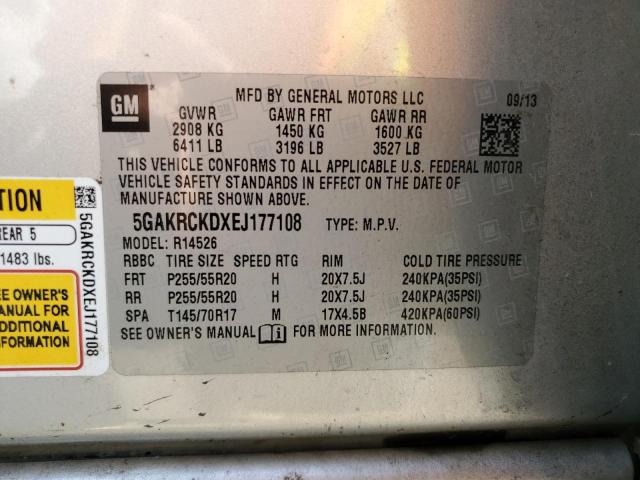 GM
MFD BY GENERAL MOTORS LLC 09/13
GVWR GAWR FRT GAWR RR
2908 KG 1450 KG 1600 KG
6411 LB 3196 LB 3527 LB
THIS VEHICLE CONFORMS TO ALL APPLICABLE U.S. FEDERAL MOTOR
VEHICLE SAFETY STANDARDS IN EFFECT ON THE DATE OF
MANUFACTURE SHOWN ABOVE.
5GAKRCKDXEJ177108 TYPE: M.P.V.
MODEL: R14526
RBBC TIRE SIZE SPEED RTG RIM COLD TIRE PRESSURE
FRT P255/55R20 H 20X7.5J 240KPA(35PSI)
RR P255/55R20 H 20X7.5J 240KPA(35PSI)
SPA T145/70R17 M 17X4.5B 420KPA(60PSI)
SEE OWNER'S MANUAL i FOR MORE INFORMATION.
TION
REAR 5
1483 lbs.
EE OWNER'S
MANUAL FOR
ADDITIONAL
FORMATION
5GAKRCKDXEJ177108